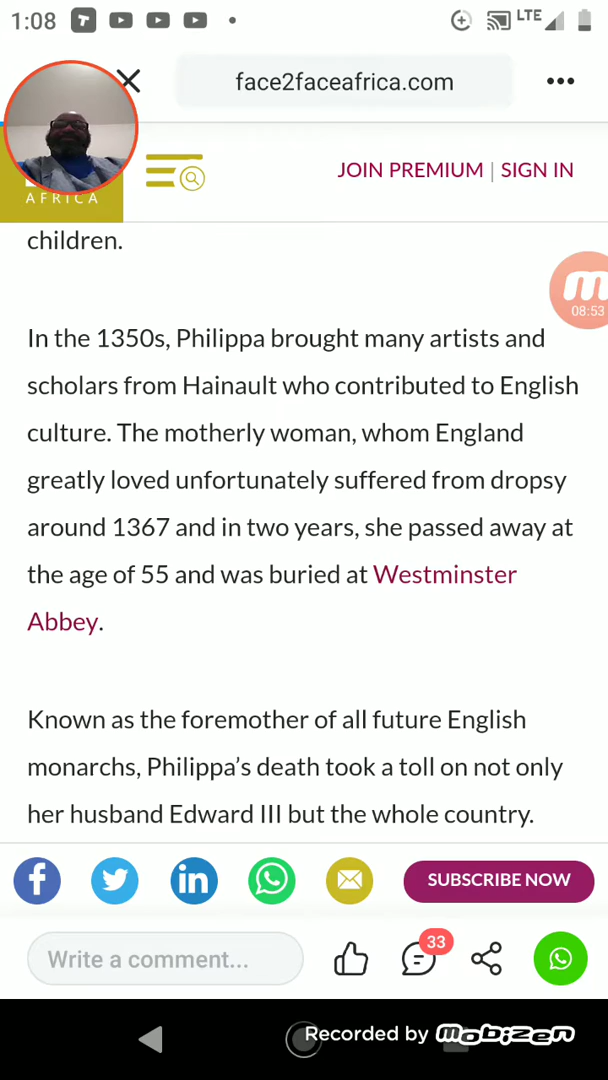 1:08
LTE
face2faceafrica.com
AFRICA
JOIN PREMIUM | SIGN IN
children.
08:53
In the 1350s, Philippa brought many artists and
scholars from Hainault who contributed to English
culture. The motherly woman, whom England
greatly loved unfortunately suffered from dropsy
around 1367 and in two years, she passed away at
the age of 55 and was buried at Westminster
Abbey.
Known as the foremother of all future English
monarchs, Philippa’s death took a toll on not only
her husband Edward III but the whole country.
SUBSCRIBE NOW
Write a comment...
33
Recorded by mobizen